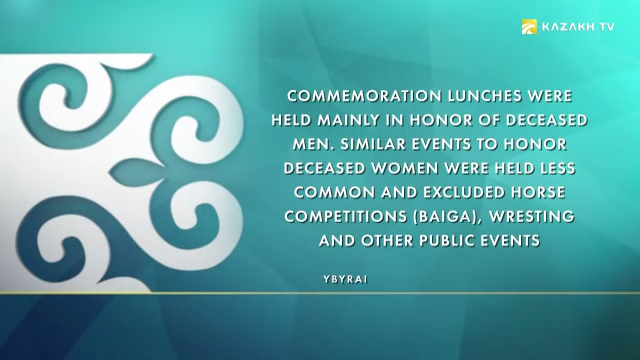 KAZAKH TV
COMMEMORATION LUNCHES WERE
HELD MAINLY IN HONOR OF DECEASED
MEN. SIMILAR EVENTS TO HONOR
DECEASED WOMEN WERE HELD LESS
COMMON AND EXCLUDED HORSE
COMPETITIONS (BAIGA), WRESTING
AND OTHER PUBLIC EVENTS
YBYRAI